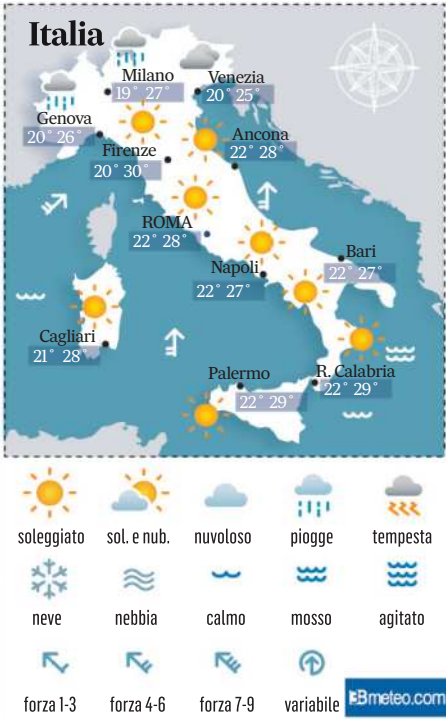 Italia
Milano
19° 27°
Venezia
20° 25°
Genova
20° 26°
Ancona
22° 28°
Firenze
20° 30°
ROMA
22° 28°
Bari
22° 27°
Napoli
22° 27°
Cagliari
21° 28°
Palermo
22° 29°
R. Calabria
22° 29°
soleggiato sol. e nub. nuvoloso piogge tempesta
neve nebbia calmo mosso agitato
forza 1-3 forza 4-6 forza 7-9 variabile
3Bmeteo.com